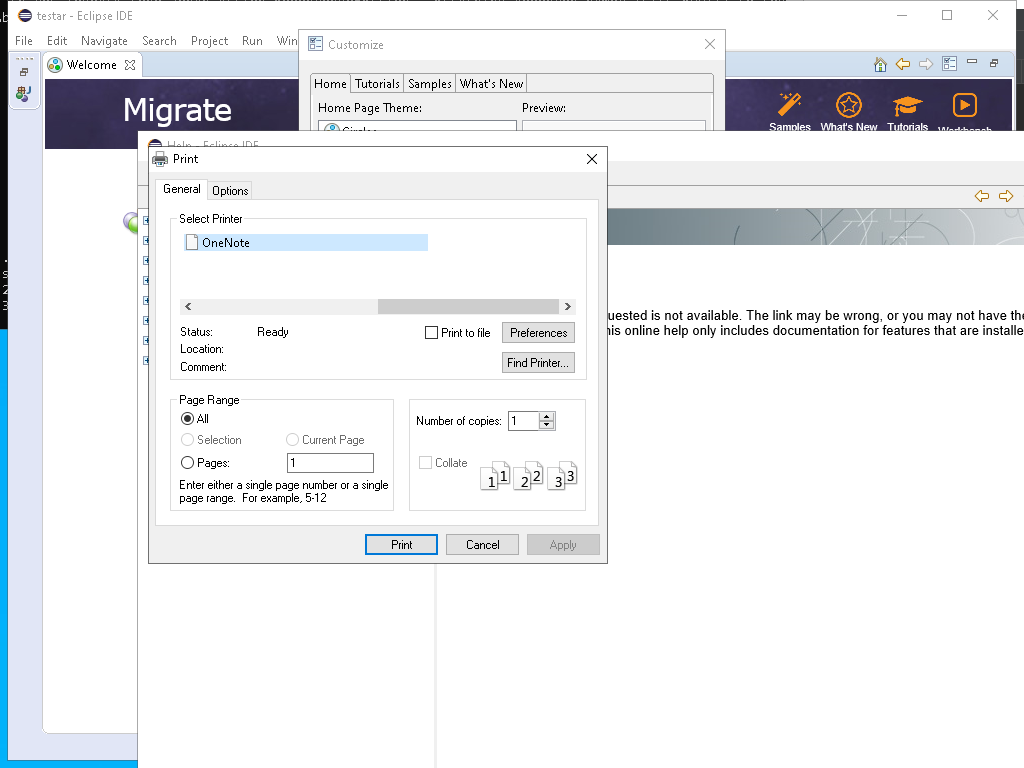 testar - Eclipse IDE
File Edit Navigate Search Project Run Win
Customize
Welcome
Home Tutorials Samples What's New
Home Page Theme: Preview:
Migrate
Samples What's New Tutorials
Help - Eclipse IDE
Print
General Options
Select Printer
OneNote
uested is not available. The link may be wrong, or you may not have the
his online help only includes documentation for features that are installe
Status: Ready
Print to file Preferences
Location:
Comment:
Find Printer...
Page Range
All
Number of copies: 1
Selection Current Page
Pages: 1
Collate
1 1 2 2 3 3
Enter either a single page number or a single
page range. For example, 5-12
Print Cancel Apply